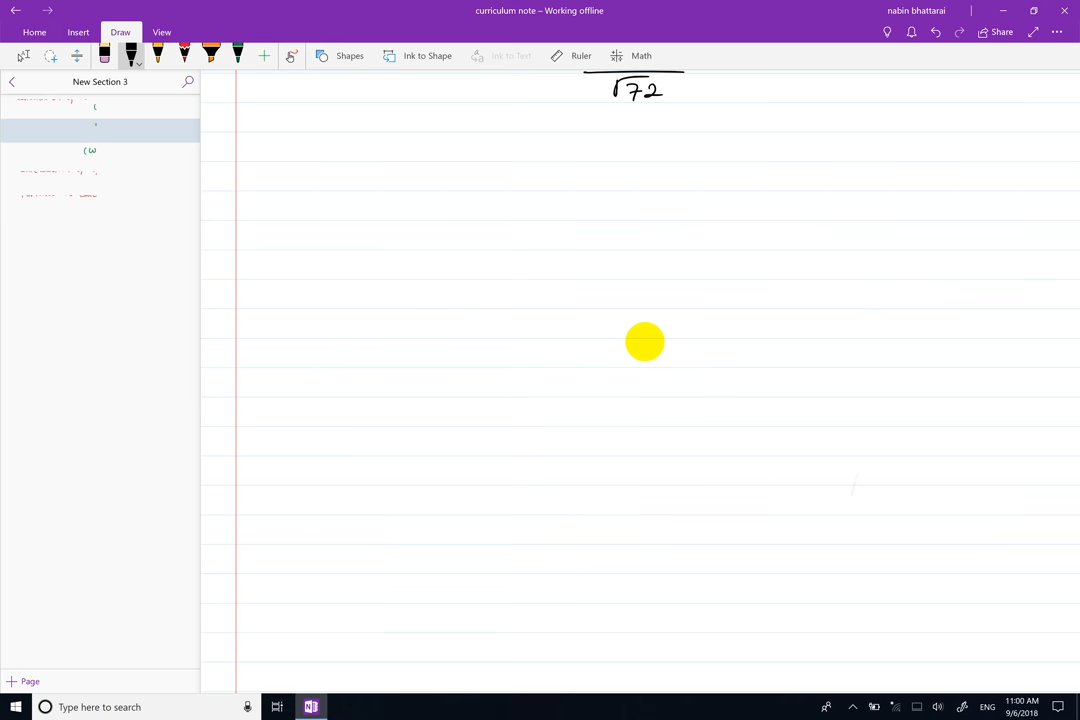 curriculum note – Working offline
nabin bhattarai
Home Insert Draw View
Share
Shapes Ink to Shape Ink to Text Ruler Math
New Section 3
√72
(w
Page
Type here to search
ENG
11:00 AM
9/6/2018